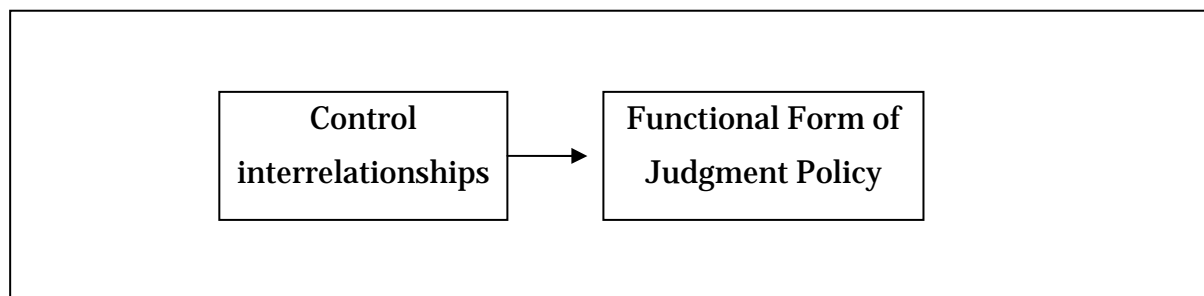 Control
interrelationships
Functional Form of
Judgment Policy